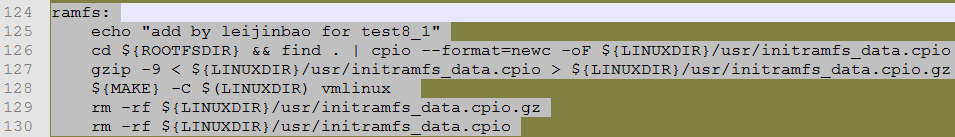 124 ramfs:
125     echo "add by leijinbao for test8_1"
126     cd ${ROOTFSDIR} && find . | cpio --format=newc -oF ${LINUXDIR}/usr/initramfs_data.cpio
127     gzip -9 < ${LINUXDIR}/usr/initramfs_data.cpio > ${LINUXDIR}/usr/initramfs_data.cpio.gz
128     ${MAKE} -C $(LINUXDIR) vmlinux
129     rm -rf ${LINUXDIR}/usr/initramfs_data.cpio.gz
130     rm -rf ${LINUXDIR}/usr/initramfs_data.cpio